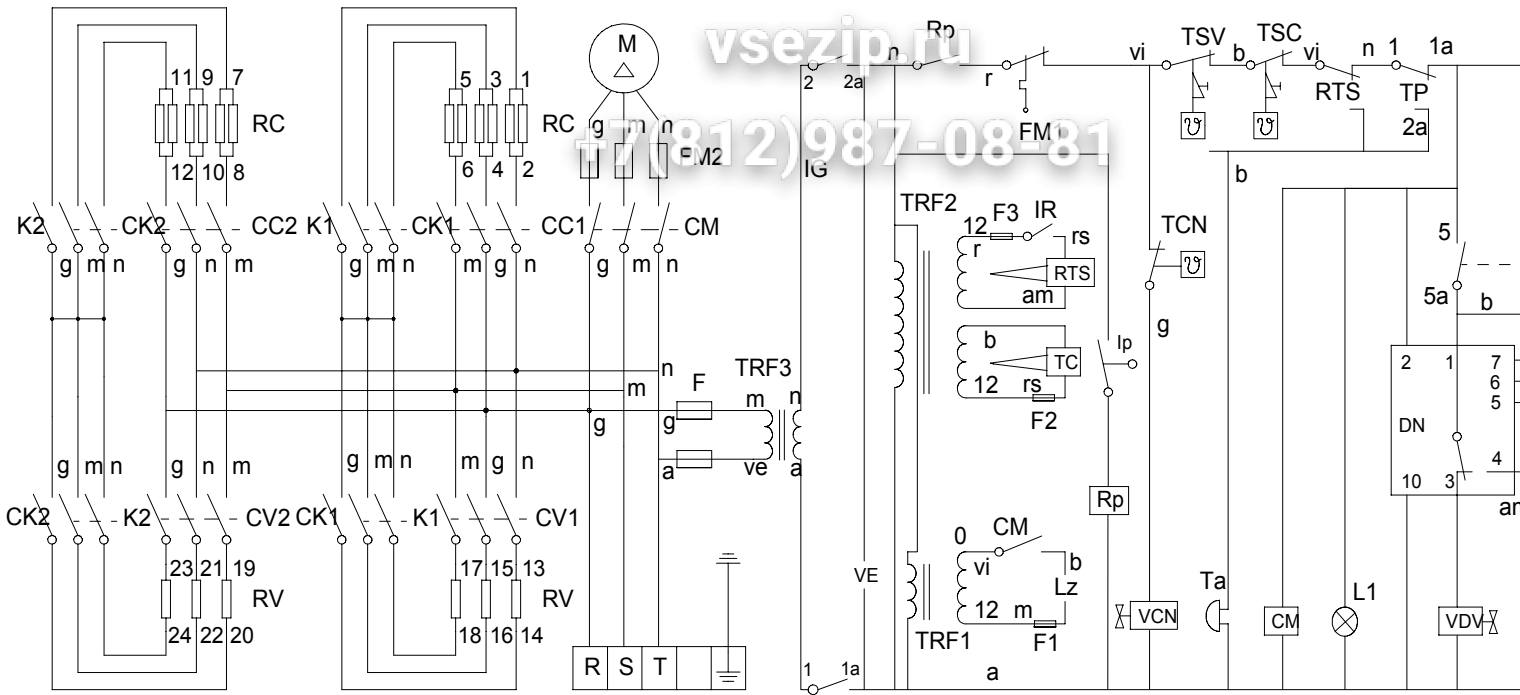 vsezip.ru
+7(812)987-08-81
M
Rp
n
r
FM1
vi
TSV
b
TSC
vi
RTS
n
1
1a
TP
2a
b
11 9 7
5 3 1
RC
RC
g m n
FM2
12 10 8
6 4 2
2
2a
IG
K2
CK2
CC2
K1
CK1
CC1
CM
g m n
g n m
g m n
m g n
g m n
TRF2
12
F3
IR
r
rs
RTS
am
b
TC
12
rs
F2
Ip
TCN
ϑ
ϑ
ϑ
g
5
5a
b
n
m
g
F
TRF3
m
n
g
a
ve
a
2 1 7
6
5
DN
4
10 3
an
g m n
g n m
g m n
m g n
CK2
K2
CV2
CK1
K1
CV1
Rp
0
CM
vi
b
Lz
12
m
F1
TRF1
VE
23 21 19
RV
24 22 20
17 15 13
RV
18 16 14
VCN
Ta
CM
L1
VDV
R S T
1
1a
a